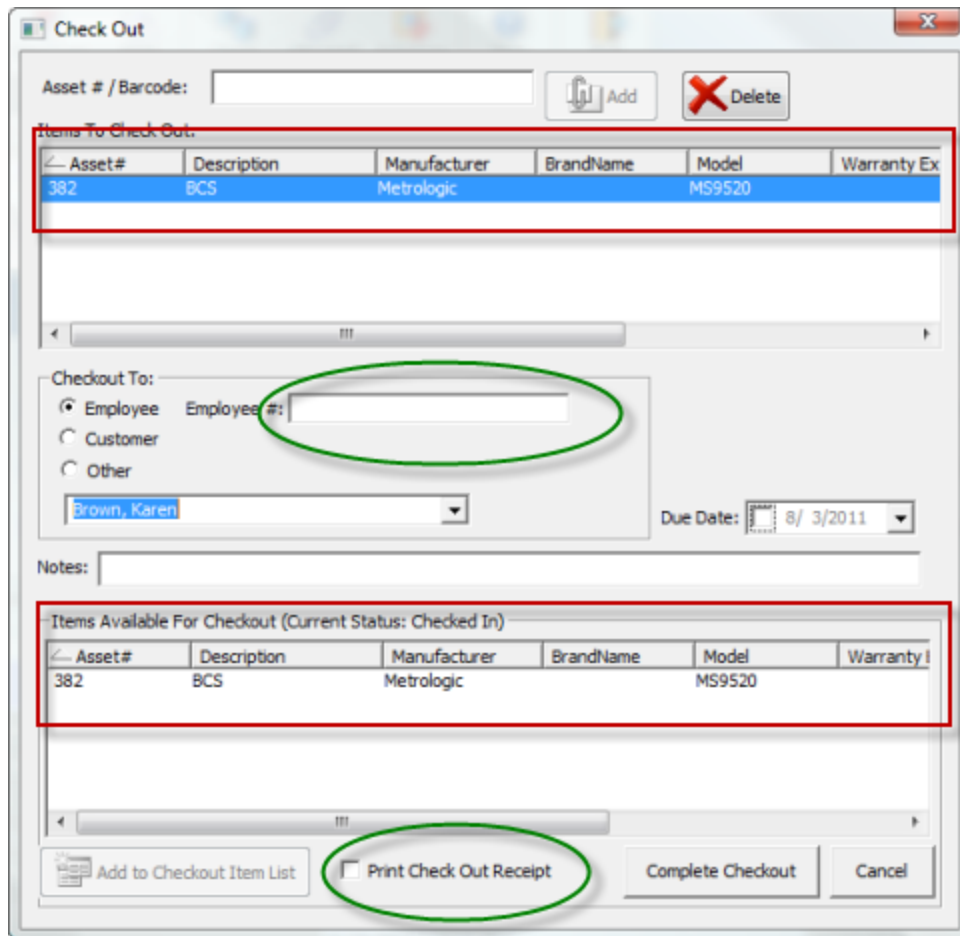 Check Out
Asset # / Barcode: Add Delete
Items To Check Out:
Asset# Description Manufacturer BrandName Model Warranty Ex
382 BCS Metrologic MS9520
Checkout To:
Employee Employee #:
Customer
Other
Brown, Karen
Due Date: 8/ 3/2011
Notes:
Items Available For Checkout (Current Status: Checked In)
Asset# Description Manufacturer BrandName Model Warranty
382 BCS Metrologic MS9520
Add to Checkout Item List Print Check Out Receipt Complete Checkout Cancel